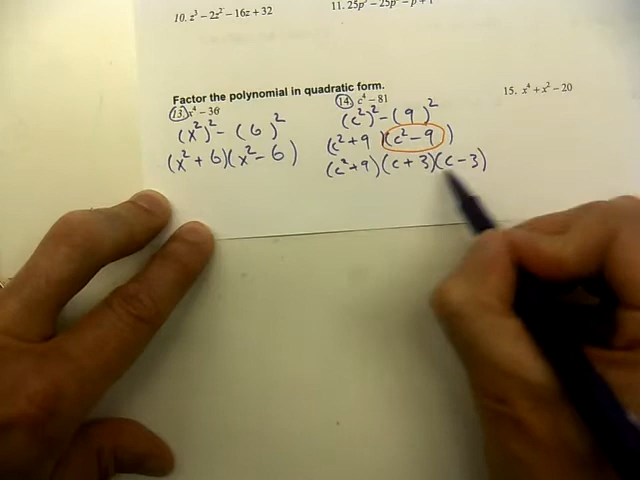 10. z³ – 2z² – 16z + 32
11. 25p³ – 25p² – p + 1
Factor the polynomial in quadratic form.
13. x⁴ – 36
(x²)² – (6)²
(x² + 6)(x² – 6)
14. c⁴ – 81
(c²)² – (9)²
(c² + 9)(c² – 9)
(c² + 9)(c + 3)(c – 3)
15. x⁴ + x² – 20